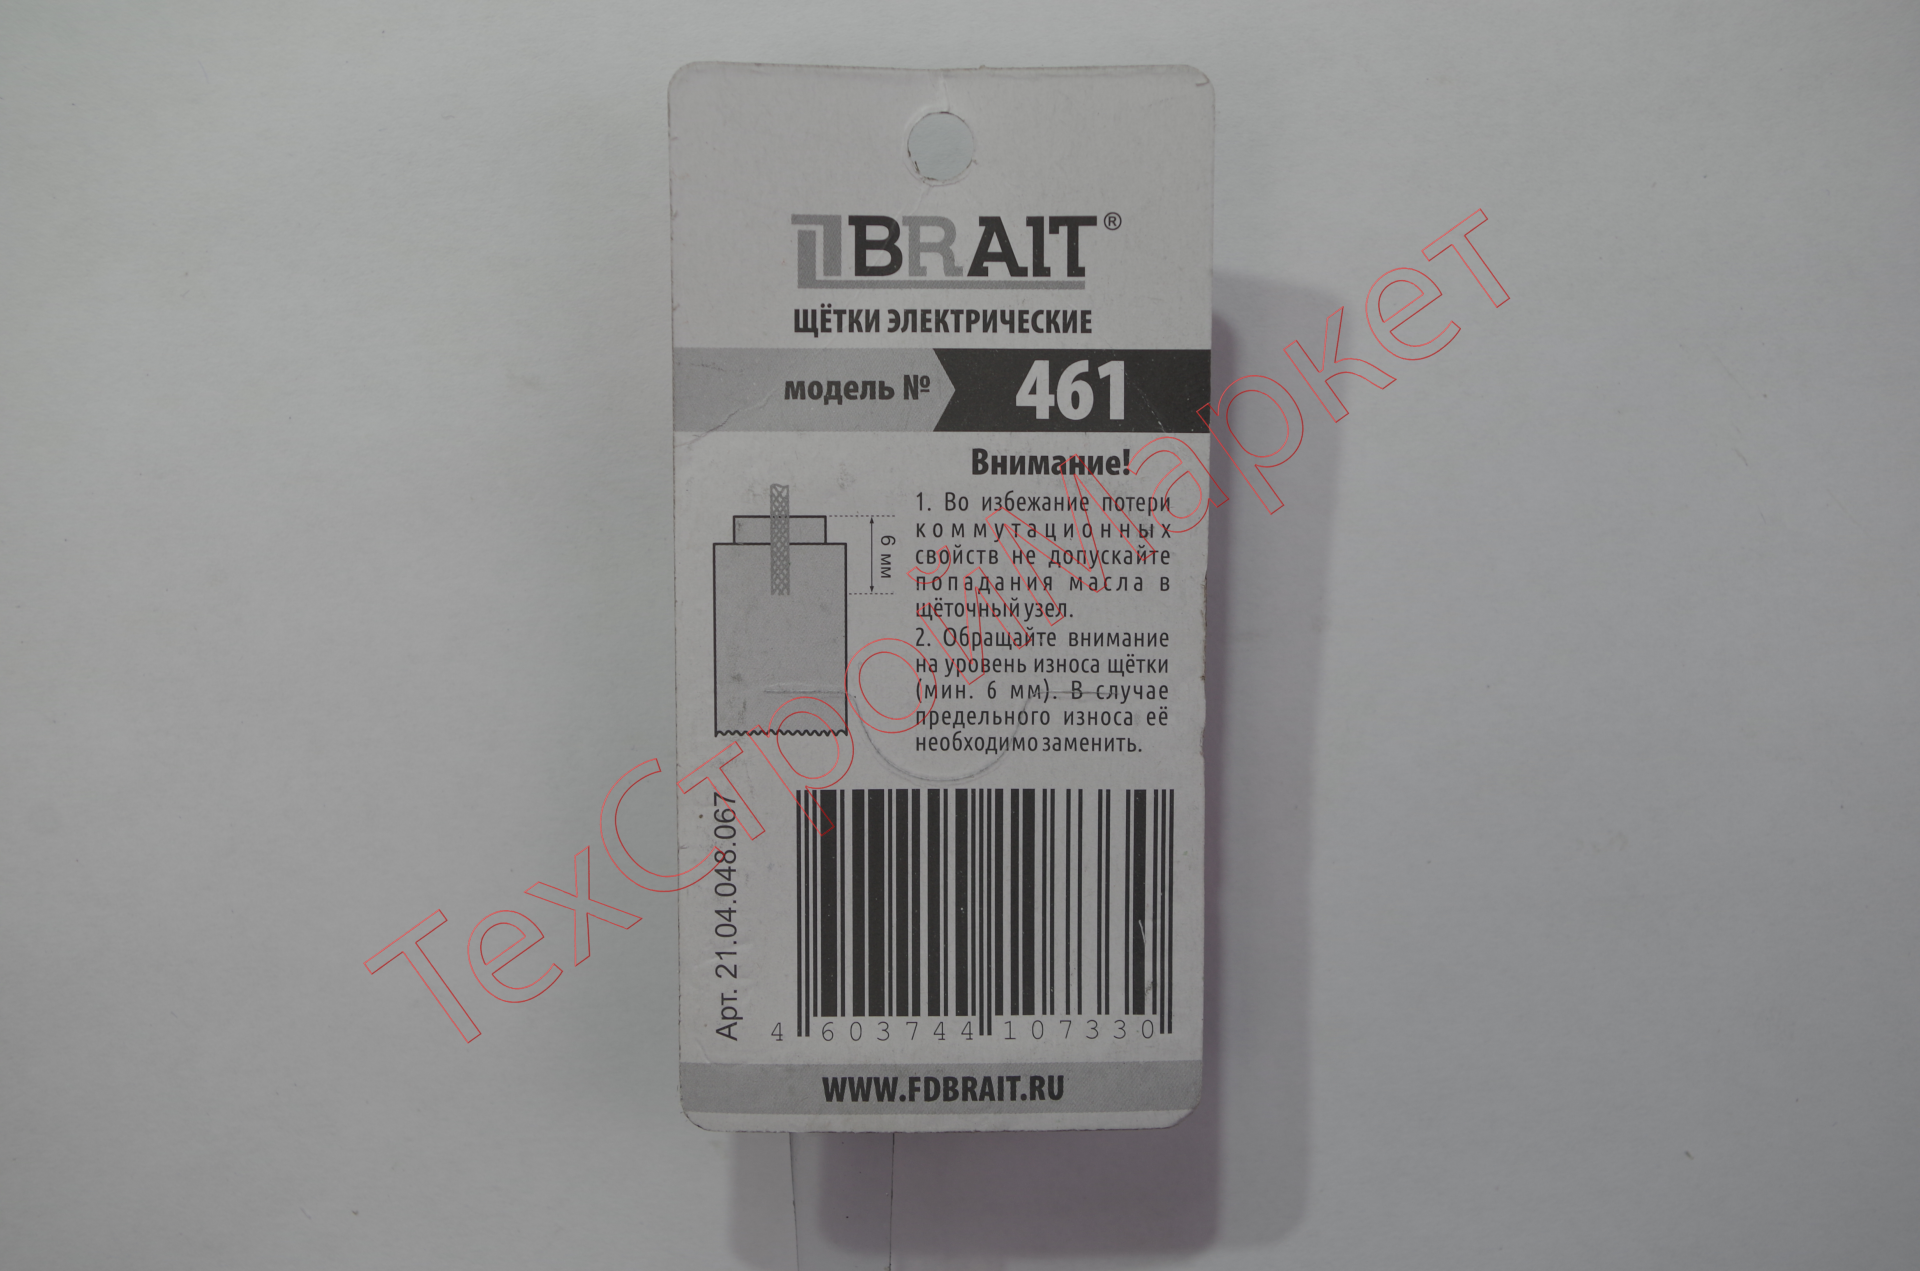 BRAIT®
ЩЁТКИ ЭЛЕКТРИЧЕСКИЕ
модель № 461
Внимание!
1. Во избежание потери
коммутационных
свойств не допускайте
попадания масла в
щёточный узел.
2. Обращайте внимание
на уровень износа щётки
(мин. 6 мм). В случае
предельного износа её
необходимо заменить.
6 мм
Арт. 21.04.048.067
4 603744 107330
WWW.FDBRAIT.RU
ТехСтройМаркет